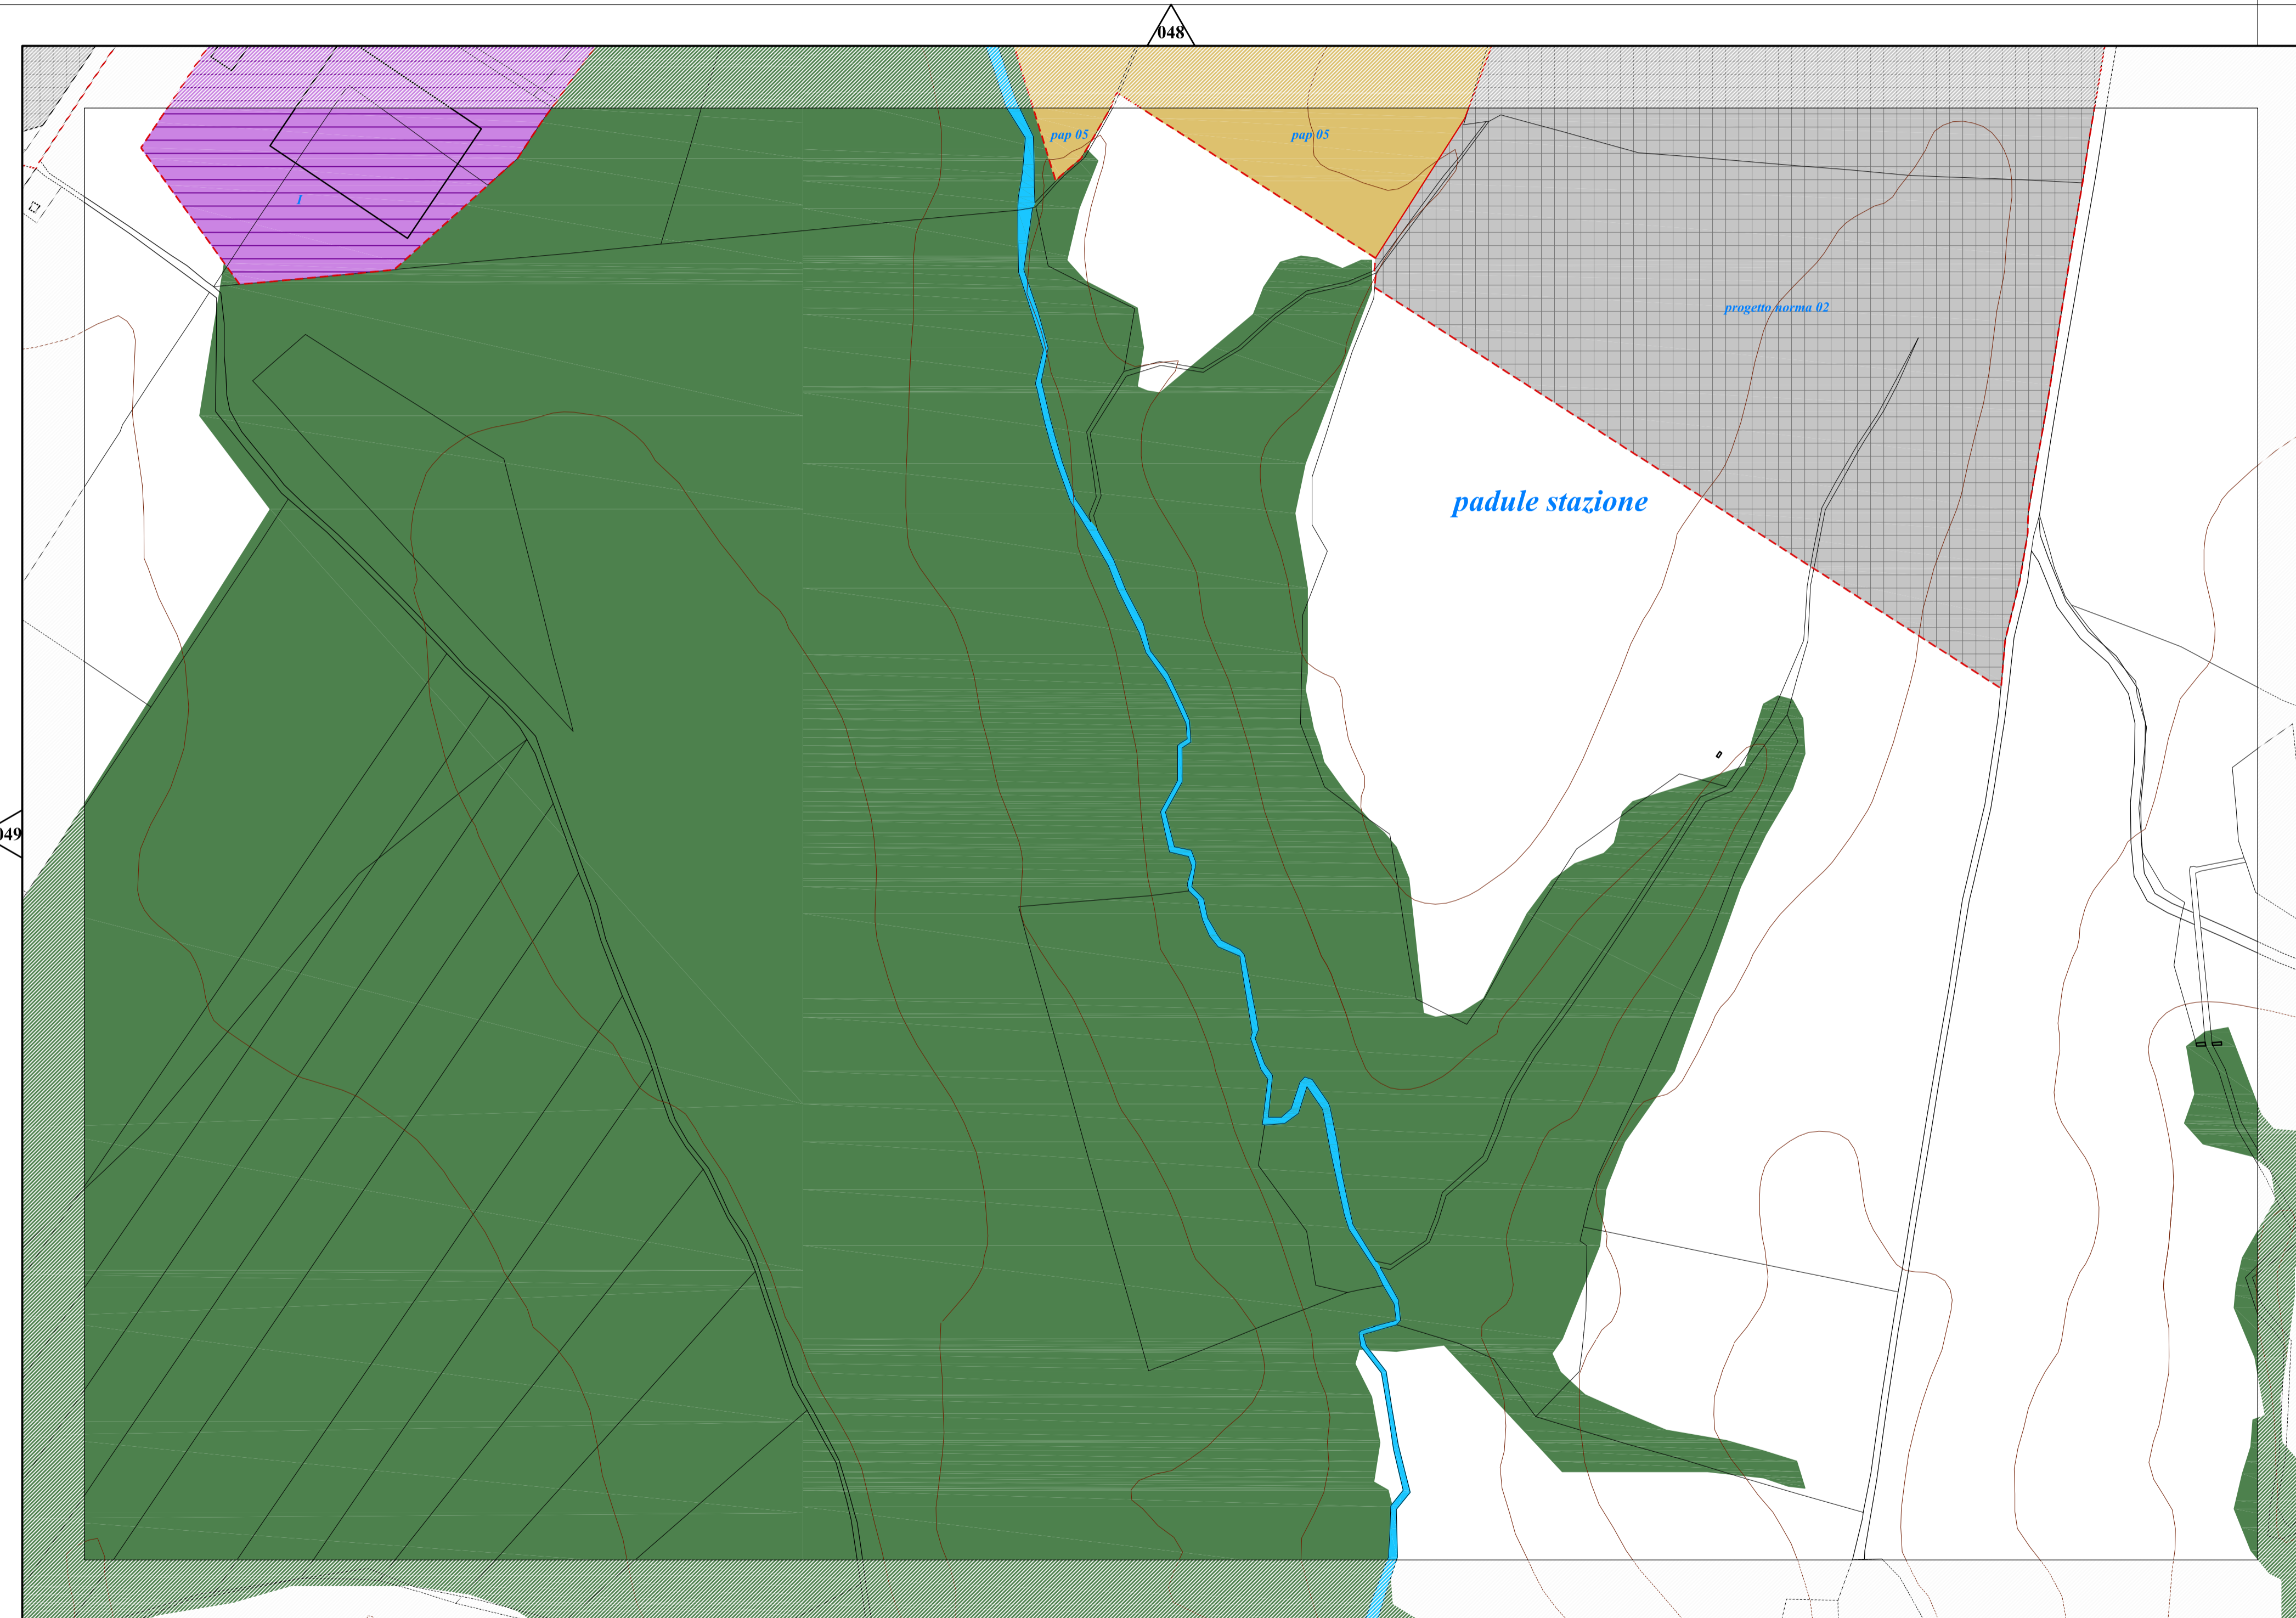 048
pap 05
pap 05
1
progetto norma 02
padule stazione
049